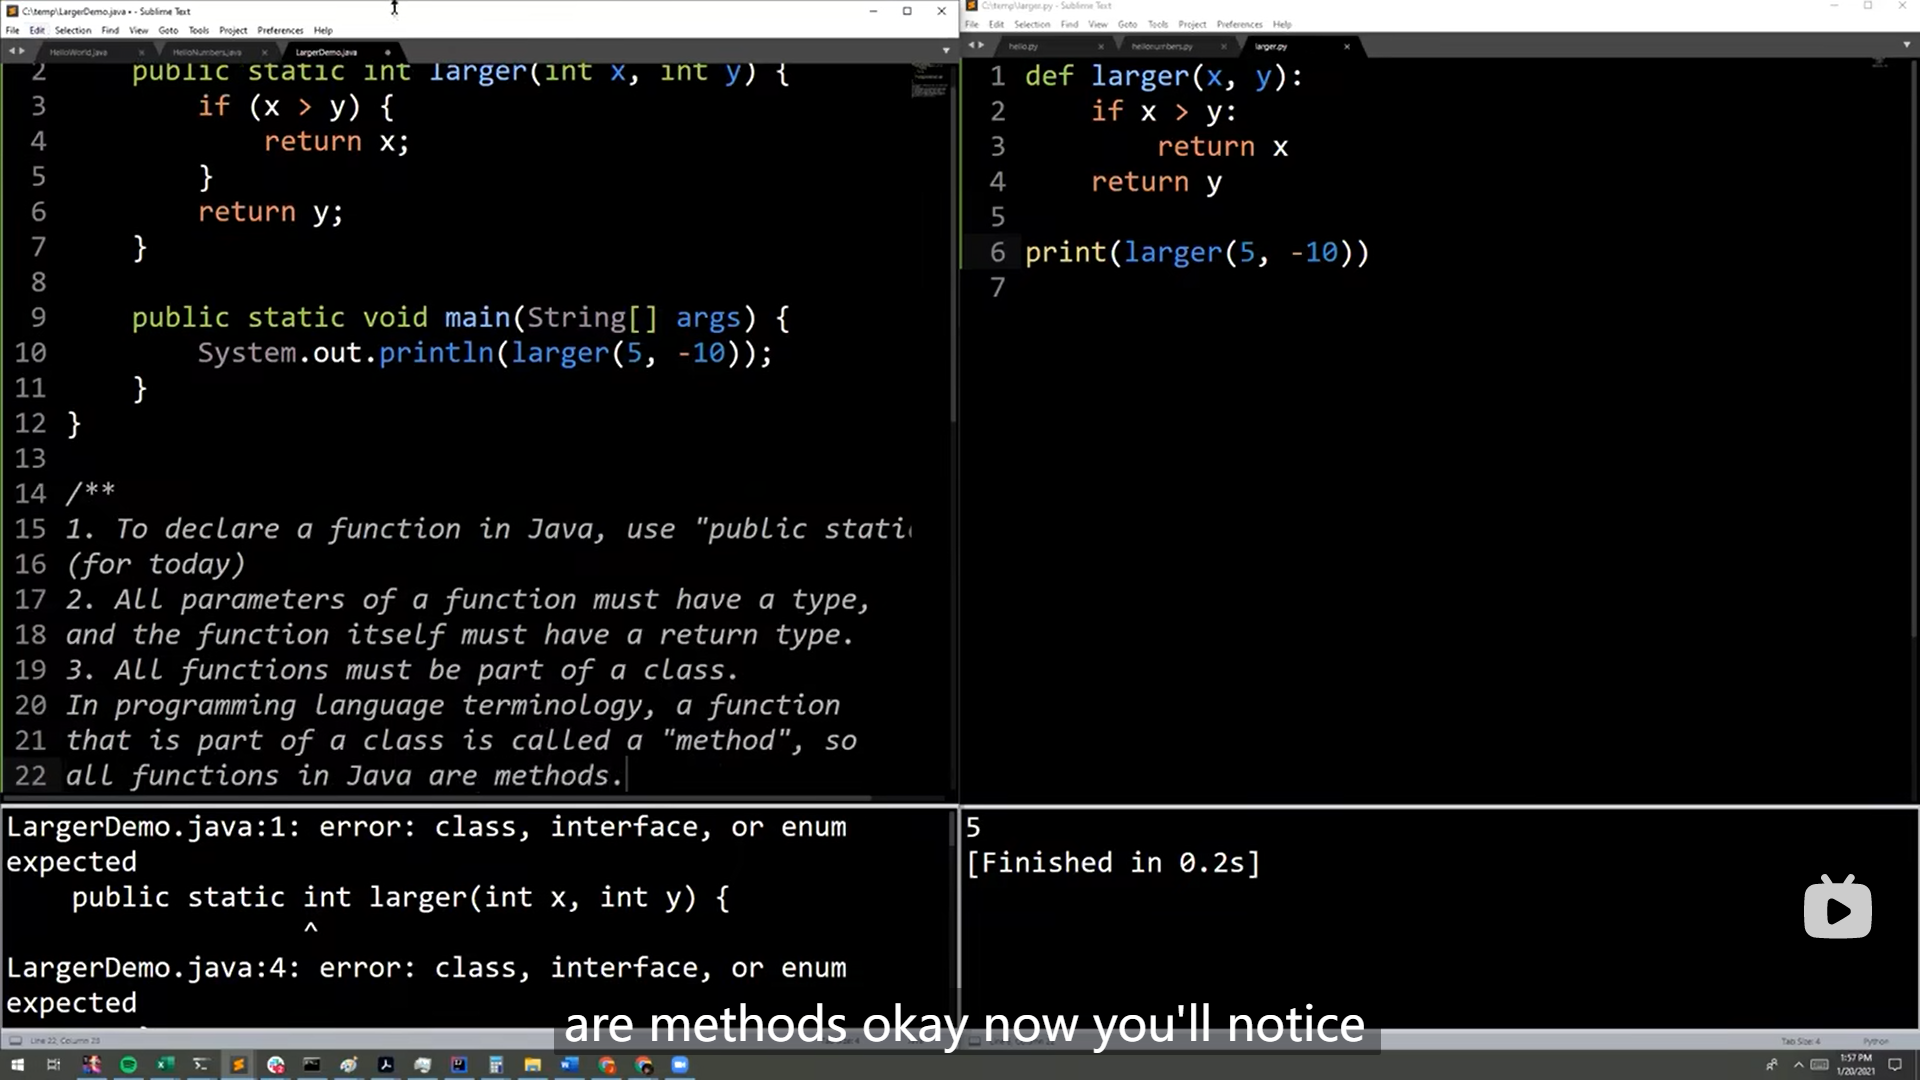 C:\temp\LargerDemo.java • - Sublime Text
File Edit Selection Find View Goto Tools Project Preferences Help
HelloWorld.java HelloNumbers.java LargerDemo.java
2 public static int larger(int x, int y) {
3 if (x > y) {
4 return x;
5 }
6 return y;
7 }
8
9 public static void main(String[] args) {
10 System.out.println(larger(5, -10));
11 }
12 }
13
14 /**
15 1. To declare a function in Java, use "public stati
16 (for today)
17 2. All parameters of a function must have a type,
18 and the function itself must have a return type.
19 3. All functions must be part of a class.
20 In programming language terminology, a function
21 that is part of a class is called a "method", so
22 all functions in Java are methods.
LargerDemo.java:1: error: class, interface, or enum
expected
public static int larger(int x, int y) {
^
LargerDemo.java:4: error: class, interface, or enum
expected
Line 22, Column 23
C:\temp\larger.py - Sublime Text
File Edit Selection Find View Goto Tools Project Preferences Help
hello.py hellonumbers.py larger.py
1 def larger(x, y):
2 if x > y:
3 return x
4 return y
5
6 print(larger(5, -10))
7
5
[Finished in 0.2s]
Tab Size: 4 Python
are methods okay now you'll notice
1:57 PM
1/20/2021